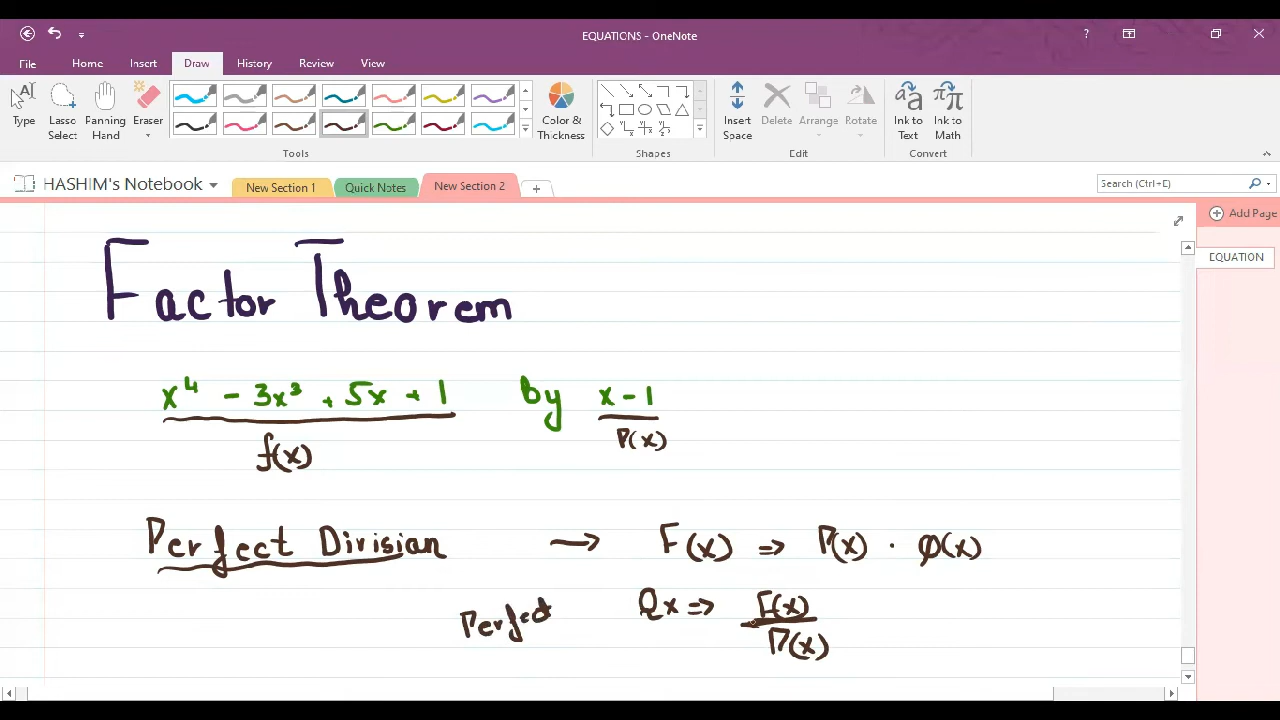 EQUATIONS - OneNote
File Home Insert Draw History Review View
Type Lasso Select Panning Hand Eraser Color & Thickness Insert Space Delete Arrange Rotate Ink to Text Ink to Math
Tools Shapes Edit Convert
HASHIM's Notebook New Section 1 Quick Notes New Section 2 Search (Ctrl+E)
Add Page
EQUATION
Factor Theorem
x⁴ - 3x³ + 5x + 1 by x - 1
f(x) P(x)
Perfect Division → F(x) ⇒ P(x) · Q(x)
Perfect Qx ⇒ F(x)
P(x)